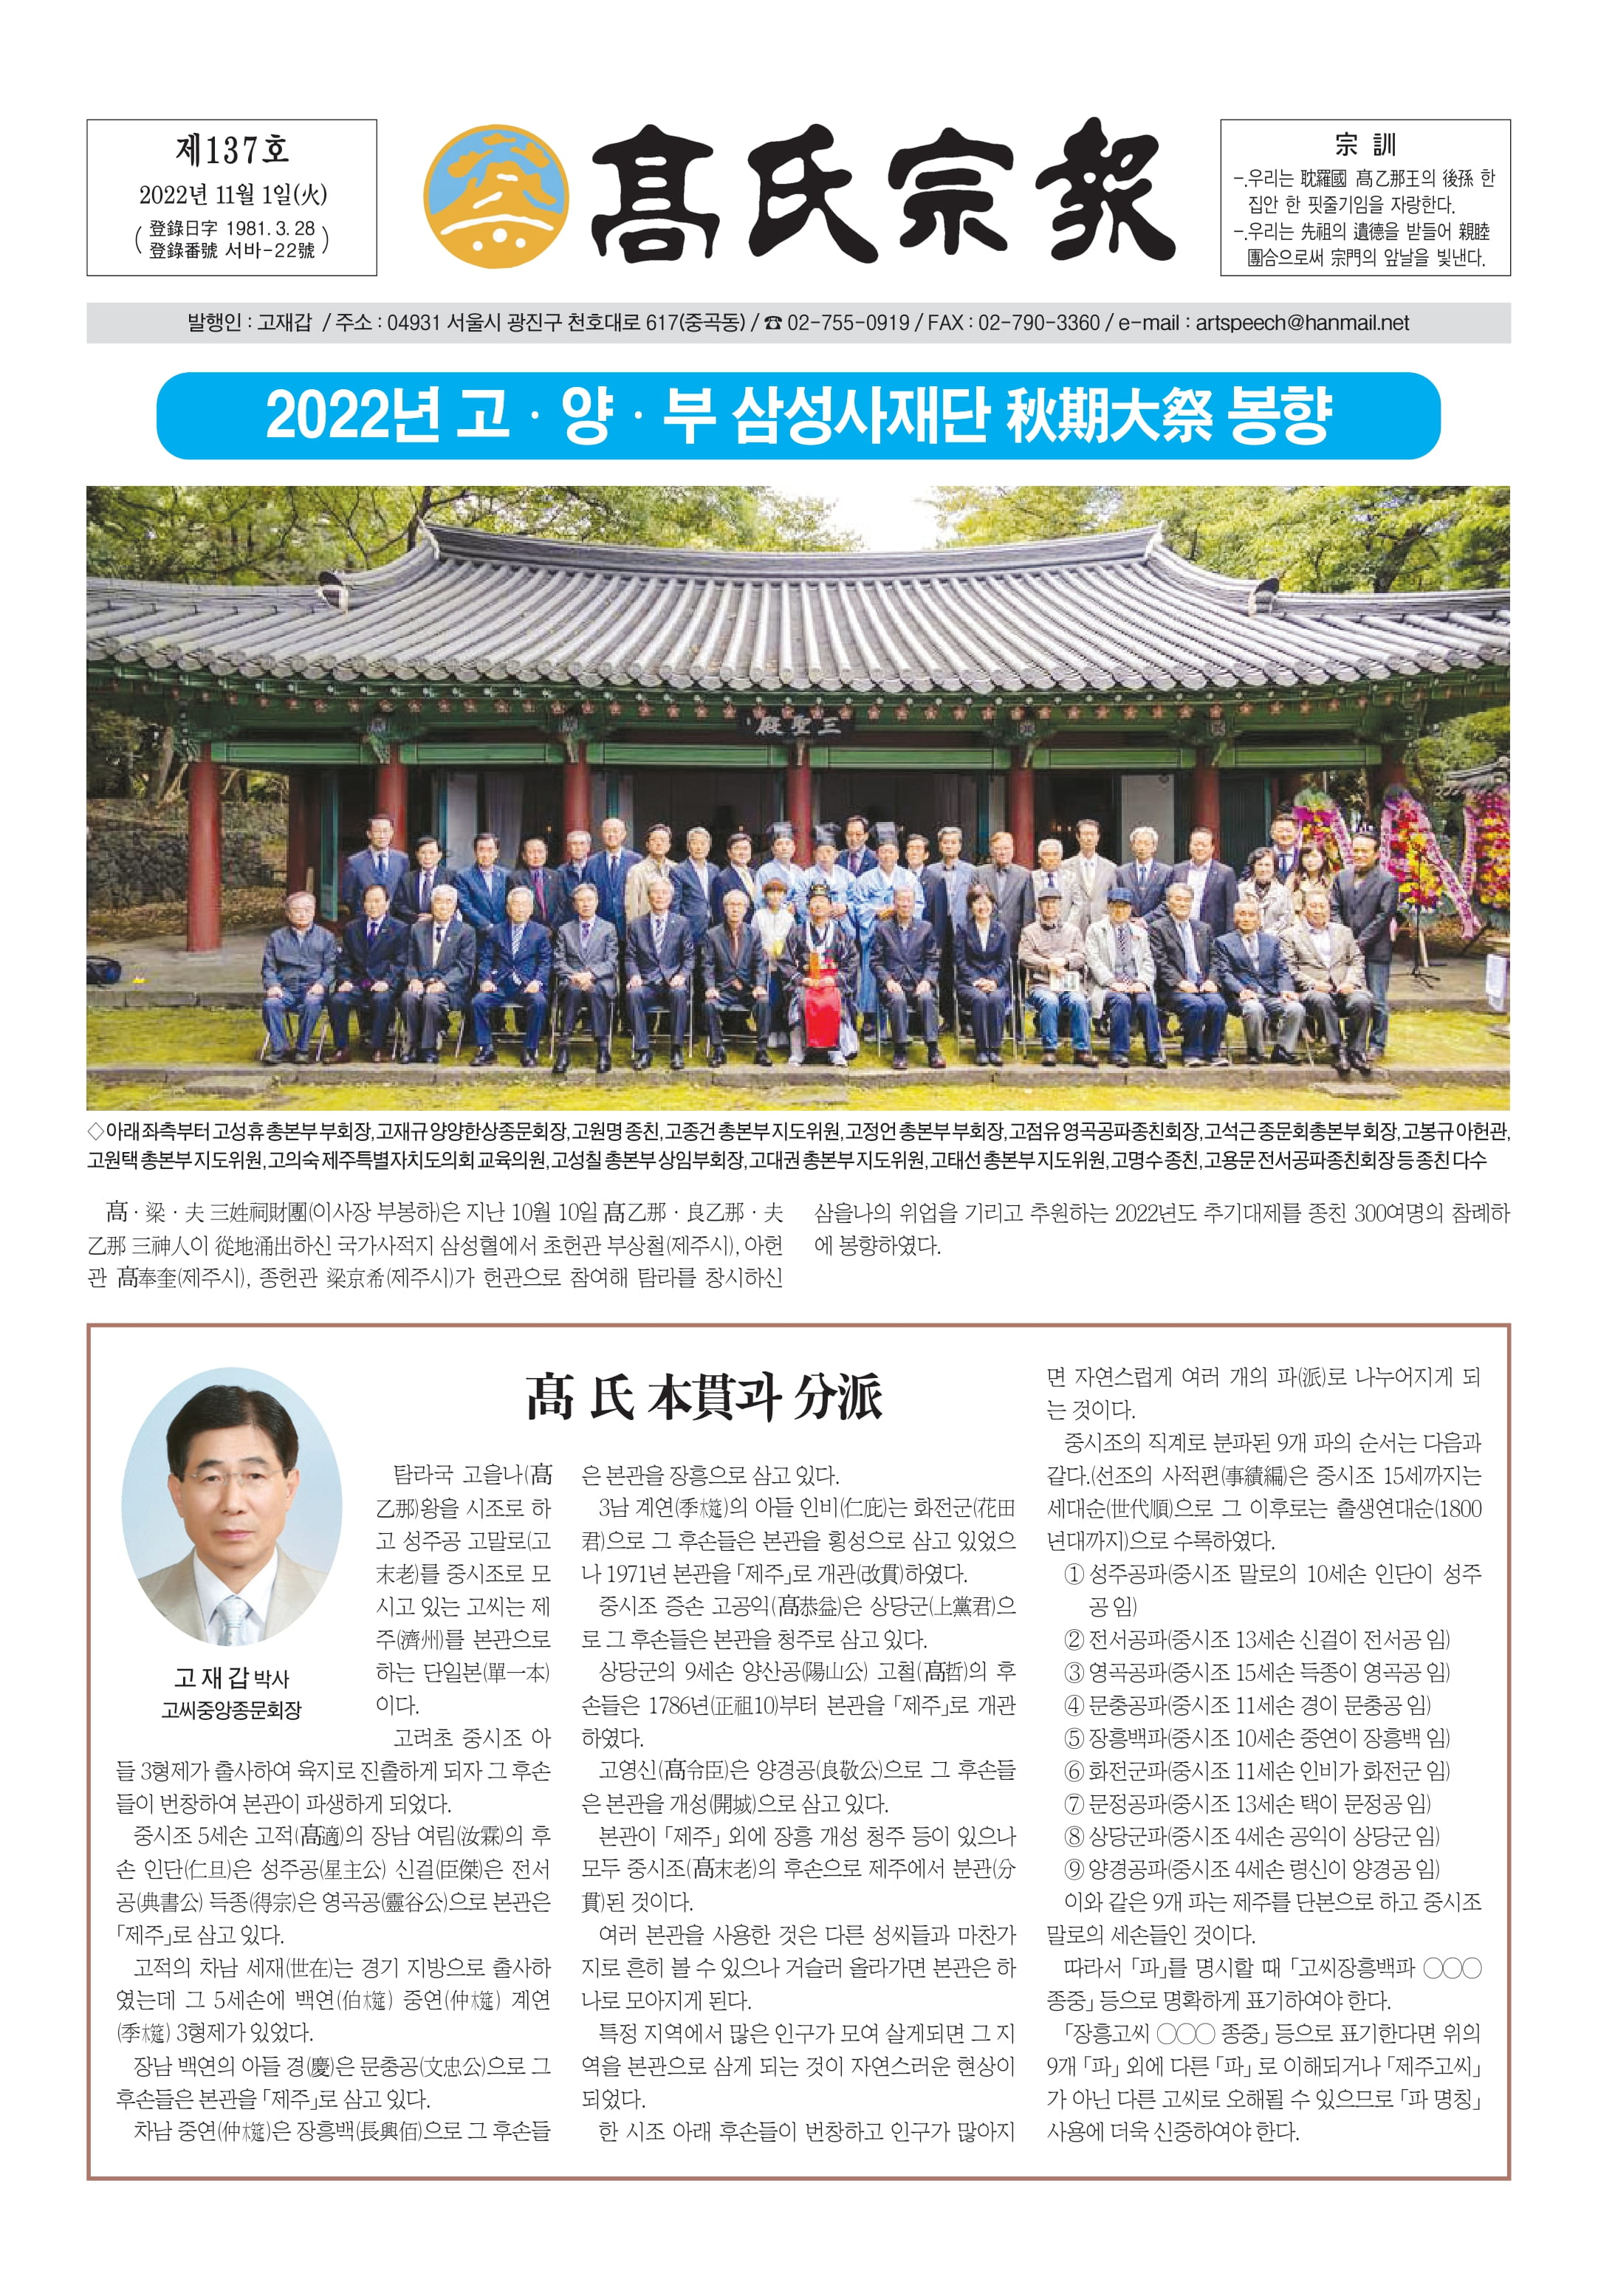 제137호
2022년 11월 1일(火)
登錄日字 1981. 3. 28
登錄番號 서바-22號
髙氏宗報
宗 訓
-.우리는 耽羅國 髙乙那王의 後孫 한
집안 한 핏줄기임을 자랑한다.
-.우리는 先祖의 遺德을 받들어 親睦
團合으로써 宗門의 앞날을 빛낸다.
발행인 : 고재갑 / 주소 : 04931 서울시 광진구 천호대로 617(중곡동) / ☎ 02-755-0919 / FAX : 02-790-3360 / e-mail : artspeech@hanmail.net
2022년 고 · 양 · 부 삼성사재단 秋期大祭 봉향
三聖殿
◇아래 좌측부터 고성휴 총본부 부회장, 고재규 양양한상종문회장, 고원명 종친, 고종건 총본부 지도위원, 고정언 총본부 부회장, 고점유 영곡공파종친회장, 고석근 종문회총본부 회장, 고봉규 아헌관,
고원택 총본부 지도위원, 고의숙 제주특별자치도의회 교육의원, 고성칠 총본부 상임부회장, 고대권 총본부 지도위원, 고태선 총본부 지도위원, 고명수 종친, 고용문 전서공파종친회장 등 종친 다수
髙 · 梁 · 夫 三姓祠財團(이사장 부봉하)은 지난 10월 10일 髙乙那 · 良乙那 · 夫
乙那 三神人이 從地涌出하신 국가사적지 삼성혈에서 초헌관 부상철(제주시), 아헌
관 髙奉奎(제주시), 종헌관 梁京希(제주시)가 헌관으로 참여해 탐라를 창시하신
삼을나의 위업을 기리고 추원하는 2022년도 추기대제를 종친 300여명의 참례하
에 봉향하였다.
髙 氏 本貫과 分派
고 재 갑 박사
고씨중앙종문회장
탐라국 고을나(髙
乙那)왕을 시조로 하
고 성주공 고말로(고
末老)를 중시조로 모
시고 있는 고씨는 제
주(濟州)를 본관으로
하는 단일본(單一本)
이다.
고려초 중시조 아
들 3형제가 출사하여 육지로 진출하게 되자 그 후손
들이 번창하여 본관이 파생하게 되었다.
중시조 5세손 고적(髙適)의 장남 여림(汝霖)의 후
손 인단(仁旦)은 성주공(星主公) 신걸(臣傑)은 전서
공(典書公) 득종(得宗)은 영곡공(靈谷公)으로 본관은
「제주」로 삼고 있다.
고적의 차남 세재(世在)는 경기 지방으로 출사하
였는데 그 5세손에 백연(伯) 중연(仲) 계연
(季) 3형제가 있었다.
장남 백연의 아들 경(慶)은 문충공(文忠公)으로 그
후손들은 본관을 「제주」로 삼고 있다.
차남 중연(仲)은 장흥백(長興佰)으로 그 후손들
은 본관을 장흥으로 삼고 있다.
3남 계연(季)의 아들 인비(仁庇)는 화전군(花田
君)으로 그 후손들은 본관을 횡성으로 삼고 있었으
나 1971년 본관을 「제주」로 개관(改貫)하였다.
중시조 증손 고공익(髙恭益)은 상당군(上黨君)으
로 그 후손들은 본관을 청주로 삼고 있다.
상당군의 9세손 양산공(陽山公) 고철(髙哲)의 후
손들은 1786년(正祖10)부터 본관을 「제주」로 개관
하였다.
고영신(髙令臣)은 양경공(良敬公)으로 그 후손들
은 본관을 개성(開城)으로 삼고 있다.
본관이 「제주」 외에 장흥 개성 청주 등이 있으나
모두 중시조(髙末老)의 후손으로 제주에서 분관(分
貫)된 것이다.
여러 본관을 사용한 것은 다른 성씨들과 마찬가
지로 흔히 볼 수 있으나 거슬러 올라가면 본관은 하
나로 모아지게 된다.
특정 지역에서 많은 인구가 모여 살게되면 그 지
역을 본관으로 삼게 되는 것이 자연스러운 현상이
되었다.
한 시조 아래 후손들이 번창하고 인구가 많아지
면 자연스럽게 여러 개의 파(派)로 나누어지게 되
는 것이다.
중시조의 직계로 분파된 9개 파의 순서는 다음과
같다.(선조의 사적편(事績編)은 중시조 15세까지는
세대순(世代順)으로 그 이후로는 출생연대순(1800
년대까지)으로 수록하였다.
① 성주공파(중시조 말로의 10세손 인단이 성주
공 임)
② 전서공파(중시조 13세손 신걸이 전서공 임)
③ 영곡공파(중시조 15세손 득종이 영곡공 임)
④ 문충공파(중시조 11세손 경이 문충공 임)
⑤ 장흥백파(중시조 10세손 중연이 장흥백 임)
⑥ 화전군파(중시조 11세손 인비가 화전군 임)
⑦ 문정공파(중시조 13세손 택이 문정공 임)
⑧ 상당군파(중시조 4세손 공익이 상당군 임)
⑨ 양경공파(중시조 4세손 령신이 양경공 임)
이와 같은 9개 파는 제주를 단본으로 하고 중시조
말로의 세손들인 것이다.
따라서 「파」를 명시할 때 「고씨장흥백파 ○○○
종중」 등으로 명확하게 표기하여야 한다.
「장흥고씨 ○○○ 종중」 등으로 표기한다면 위의
9개 「파」 외에 다른 「파」 로 이해되거나 「제주고씨」
가 아닌 다른 고씨로 오해될 수 있으므로 「파 명칭」
사용에 더욱 신중하여야 한다.